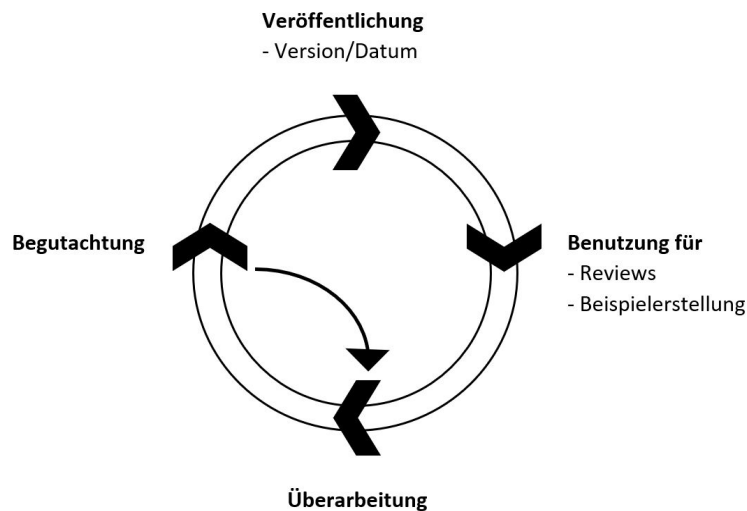 Veröffentlichung
- Version/Datum
Begutachtung
Benutzung für
- Reviews
- Beispielerstellung
Überarbeitung